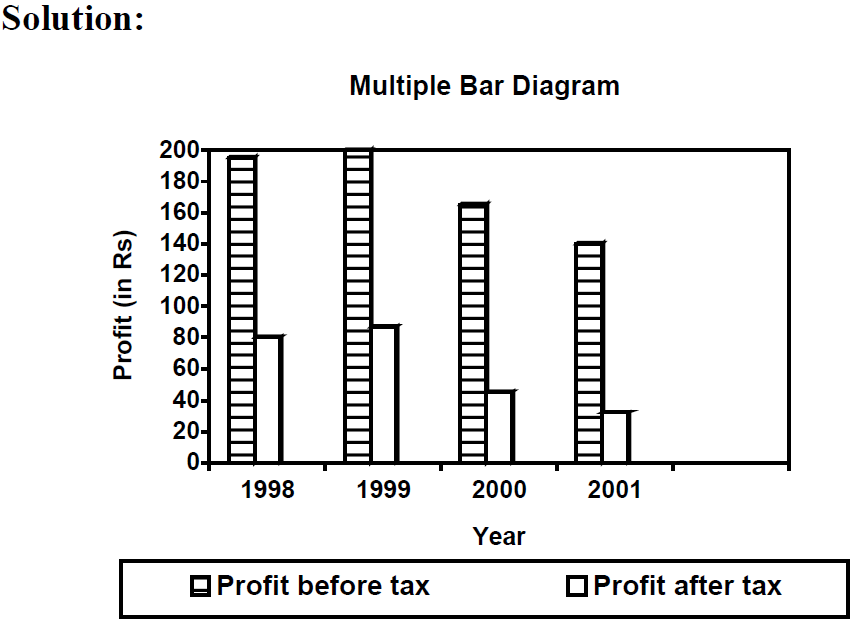 Solution:
Multiple Bar Diagram
Profit (in Rs)
200
180
160
140
120
100
80
60
40
20
0
1998 1999 2000 2001
Year
Profit before tax Profit after tax